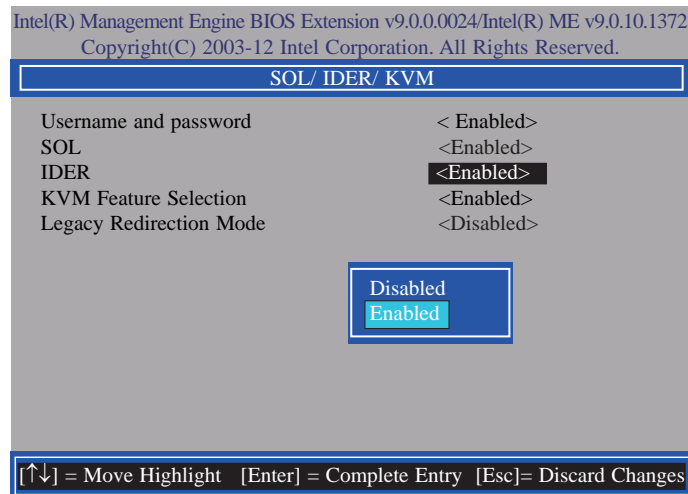 Intel(R) Management Engine BIOS Extension v9.0.0.0024/Intel(R) ME v9.0.10.1372
Copyright(C) 2003-12 Intel Corporation. All Rights Reserved.
SOL/ IDER/ KVM
Username and password < Enabled>
SOL <Enabled>
IDER <Enabled>
KVM Feature Selection <Enabled>
Legacy Redirection Mode <Disabled>
Disabled
Enabled
[↑↓] = Move Highlight [Enter] = Complete Entry [Esc]= Discard Changes